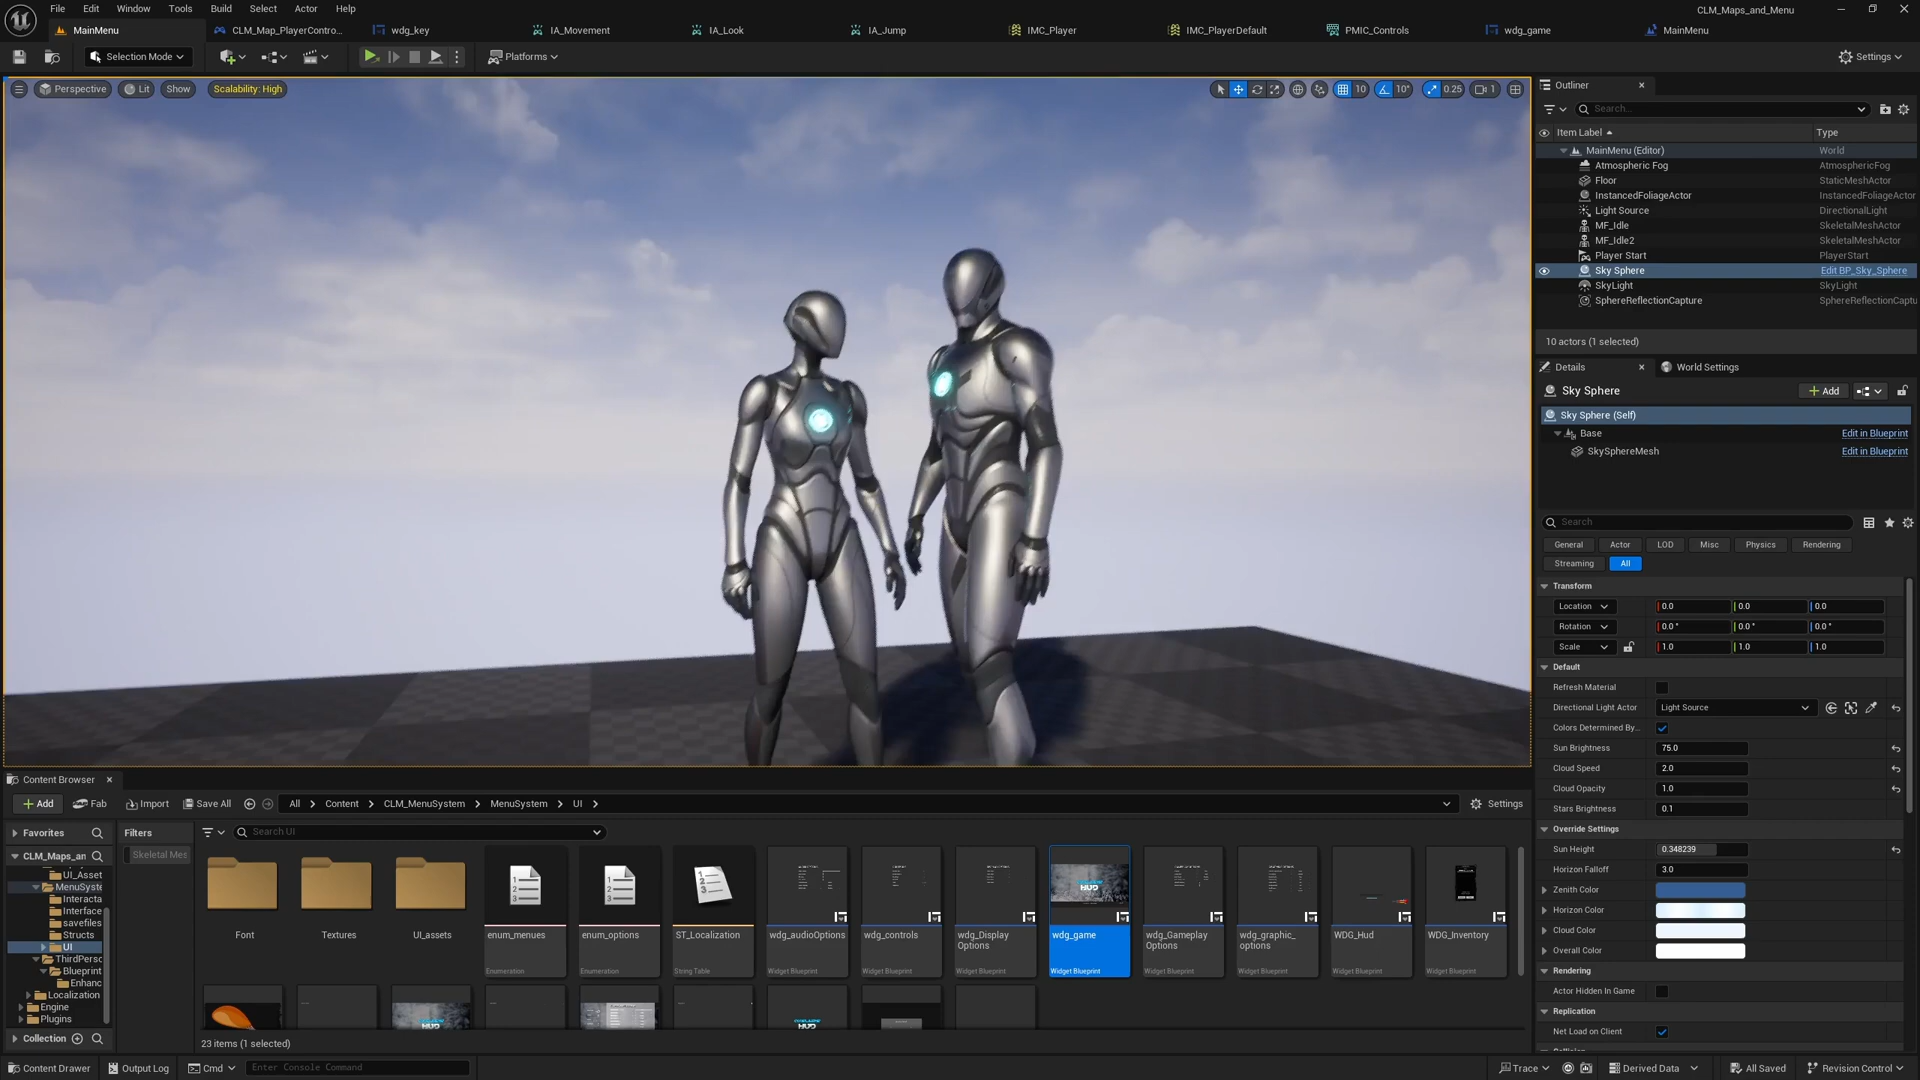 File Edit Window Tools Build Select Actor Help CLM_Maps_and_Menu
MainMenu CLM_Map_PlayerContro... wdg_key IA_Movement IA_Look IA_Jump IMC_Player IMC_PlayerDefault PMIC_Controls wdg_game MainMenu
Selection Mode Platforms Settings
Perspective Lit Show Scalability: High 10 10° 0.25 1
Outliner
Search...
Item Label Type
MainMenu (Editor) World
Atmospheric Fog AtmosphericFog
Floor StaticMeshActor
InstancedFoliageActor InstancedFoliageActor
Light Source DirectionalLight
MF_Idle SkeletalMeshActor
MF_Idle2 SkeletalMeshActor
Player Start PlayerStart
Sky Sphere Edit BP_Sky_Sphere
SkyLight SkyLight
SphereReflectionCapture SphereReflectionCaptu
10 actors (1 selected)
Details World Settings
Sky Sphere Add
Sky Sphere (Self)
Base Edit in Blueprint
SkySphereMesh Edit in Blueprint
Search
General Actor LOD Misc Physics Rendering
Streaming All
Transform
Location 0.0 0.0 0.0
Rotation 0.0° 0.0° 0.0°
Scale 1.0 1.0 1.0
Default
Refresh Material
Directional Light Actor Light Source
Colors Determined By...
Sun Brightness 75.0
Cloud Speed 2.0
Cloud Opacity 1.0
Stars Brightness 0.1
Override Settings
Sun Height 0.348239
Horizon Falloff 3.0
Zenith Color
Horizon Color
Cloud Color
Overall Color
Rendering
Actor Hidden In Game
Replication
Net Load on Client
Content Browser
Add Fab Import Save All All Content CLM_MenuSystem MenuSystem UI Settings
Favorites Filters Search UI
CLM_Maps_an Skeletal Mes
UI_Asset
MenuSyste
Interacta
Interface
savefiles
Structs
UI
ThirdPerso
Blueprint
Enhanc
Localization
Engine
Plugins
Collection
Font Textures UI_assets enum_menues enum_options ST_Localization wdg_audioOptions wdg_controls wdg_Display Options wdg_game wdg_Gameplay Options wdg_graphic_ options WDG_Hud WDG_Inventory
Enumeration Enumeration String Table Widget Blueprint Widget Blueprint Widget Blueprint Widget Blueprint Widget Blueprint Widget Blueprint Widget Blueprint Widget Blueprint
23 items (1 selected)
Content Drawer Output Log Cmd Enter Console Command Trace Derived Data All Saved Revision Control